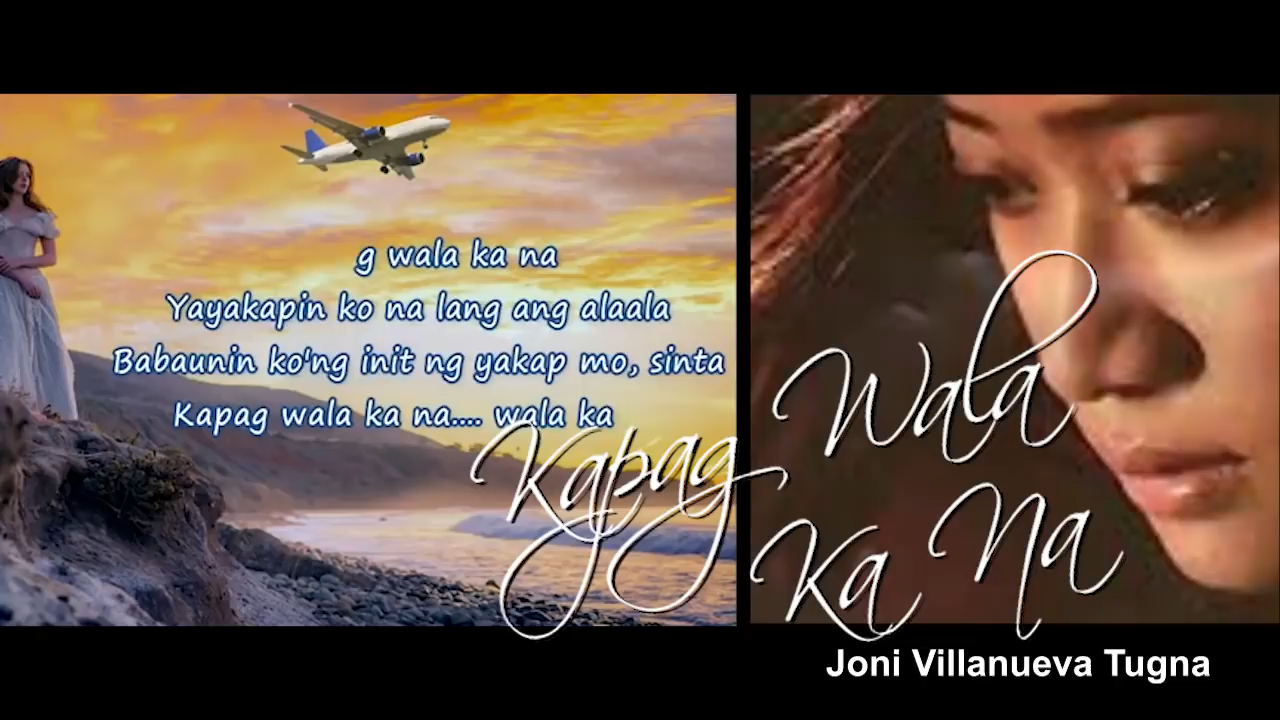 g wala ka na
Yayakapin ko na lang ang alaala
Babaunin ko'ng init ng yakap mo, sinta
Kapag wala ka na.... wala ka
Kapag Wala
Ka Na
Joni Villanueva Tugna